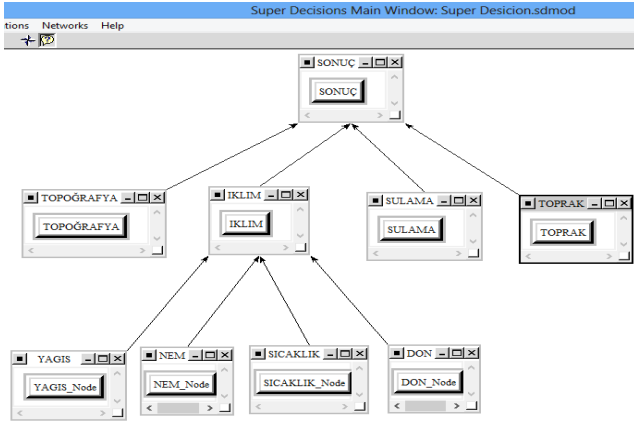 Super Decisions Main Window: Super Desicion.sdmod
tions Networks Help
SONUÇ
SONUÇ
TOPOĞRAFYA
TOPOĞRAFYA
IKLIM
IKLIM
SULAMA
SULAMA
TOPRAK
TOPRAK
YAGIS
YAGIS_Node
NEM
NEM_Node
SICAKLIK
SICAKLIK_Node
DON
DON_Node